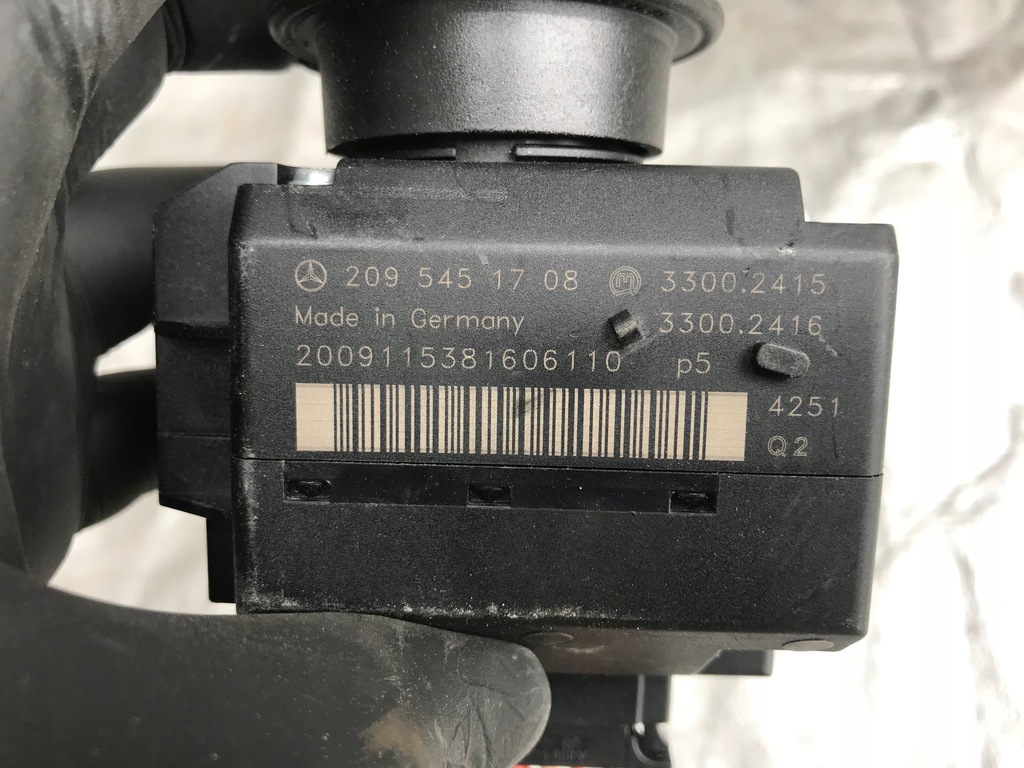 209 545 17 08 3300.2415
Made in Germany 3300.2416
2009115381606110 p5
4251
Q2